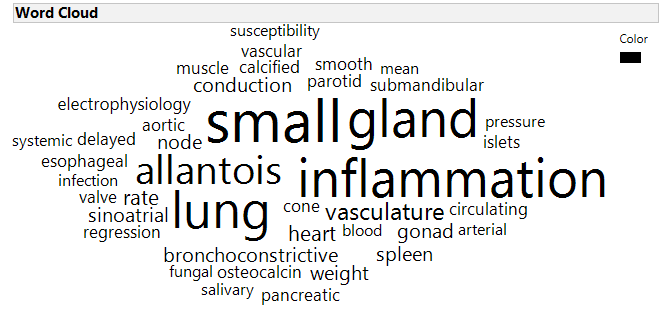 Word Cloud
susceptibility
Color
vascular
muscle calcified smooth mean
conduction parotid submandibular
electrophysiology
small gland
aortic pressure
systemic delayed node islets
esophageal allantois inflammation
infection
valve rate lung cone vasculature circulating
sinoatrial
regression heart blood gonad arterial
bronchoconstrictive spleen
fungal osteocalcin weight
salivary pancreatic